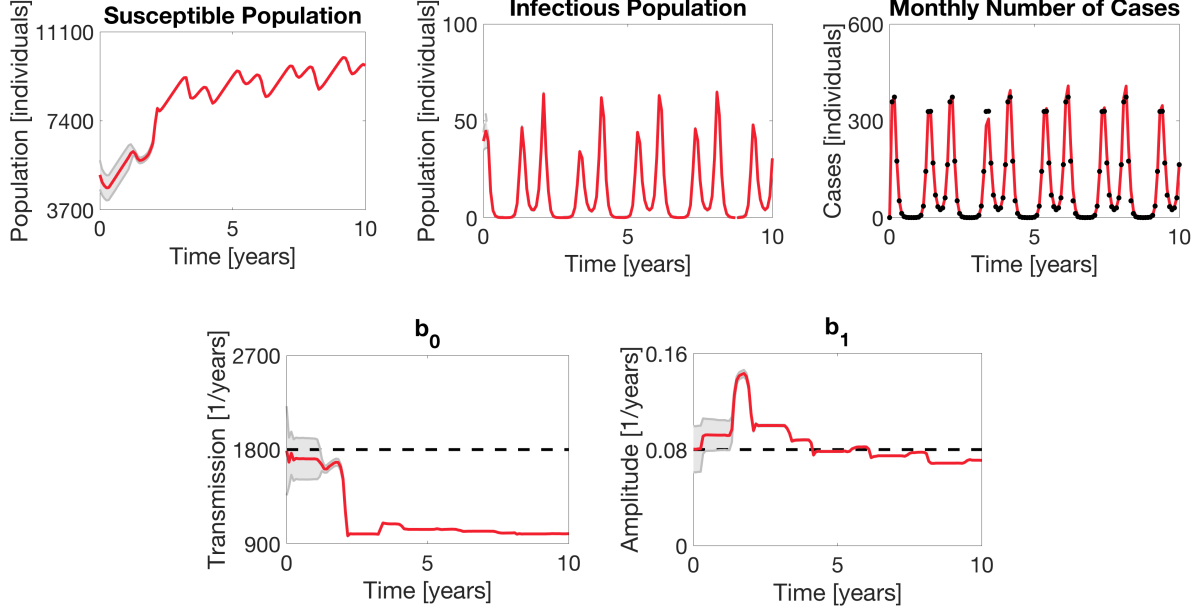 Susceptible Population
Population [individuals]
11100
7400
3700
0
5
10
Time [years]
Infectious Population
Population [individuals]
100
50
0
0
5
10
Time [years]
Monthly Number of Cases
Cases [individuals]
600
300
0
0
5
10
Time [years]
b0
Transmission [1/years]
2700
1800
900
0
5
10
Time [years]
b1
Amplitude [1/years]
0.16
0.08
0
0
5
10
Time [years]